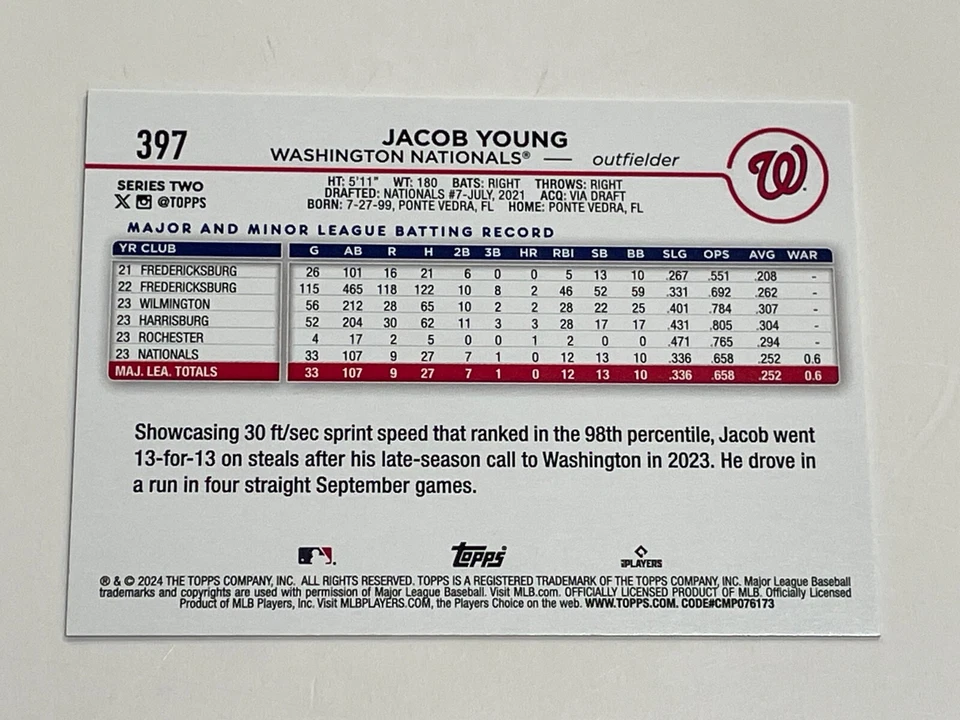 397
JACOB YOUNG
WASHINGTON NATIONALS® — outfielder
W
SERIES TWO
X @TOPPS
HT: 5'11" WT: 180 BATS: RIGHT THROWS: RIGHT
DRAFTED: NATIONALS #7-JULY, 2021 ACQ: VIA DRAFT
BORN: 7-27-99, PONTE VEDRA, FL HOME: PONTE VEDRA, FL
MAJOR AND MINOR LEAGUE BATTING RECORD
YR CLUB G AB R H 2B 3B HR RBI SB BB SLG OPS AVG WAR
21 FREDERICKSBURG 26 101 16 21 6 0 0 5 13 10 .267 .551 .208 -
22 FREDERICKSBURG 115 465 118 122 10 8 2 46 52 59 .331 .692 .262 -
23 WILMINGTON 56 212 28 65 10 2 2 28 22 25 .401 .784 .307 -
23 HARRISBURG 52 204 30 62 11 3 3 28 17 17 .431 .805 .304 -
23 ROCHESTER 4 17 2 5 0 0 1 2 0 0 .471 .765 .294 -
23 NATIONALS 33 107 9 27 7 1 0 12 13 10 .336 .658 .252 0.6
MAJ. LEA. TOTALS 33 107 9 27 7 1 0 12 13 10 .336 .658 .252 0.6
Showcasing 30 ft/sec sprint speed that ranked in the 98th percentile, Jacob went
13-for-13 on steals after his late-season call to Washington in 2023. He drove in
a run in four straight September games.
topps
PLAYERS
® & © 2024 THE TOPPS COMPANY, INC. ALL RIGHTS RESERVED. TOPPS IS A REGISTERED TRADEMARK OF THE TOPPS COMPANY, INC. Major League Baseball
trademarks and copyrights are used with permission of Major League Baseball. Visit MLB.com. OFFICIALLY LICENSED PRODUCT OF MLB. Officially Licensed
Product of MLB Players, Inc. Visit MLBPLAYERS.COM, the Players Choice on the web. WWW.TOPPS.COM. CODE#CMP076173